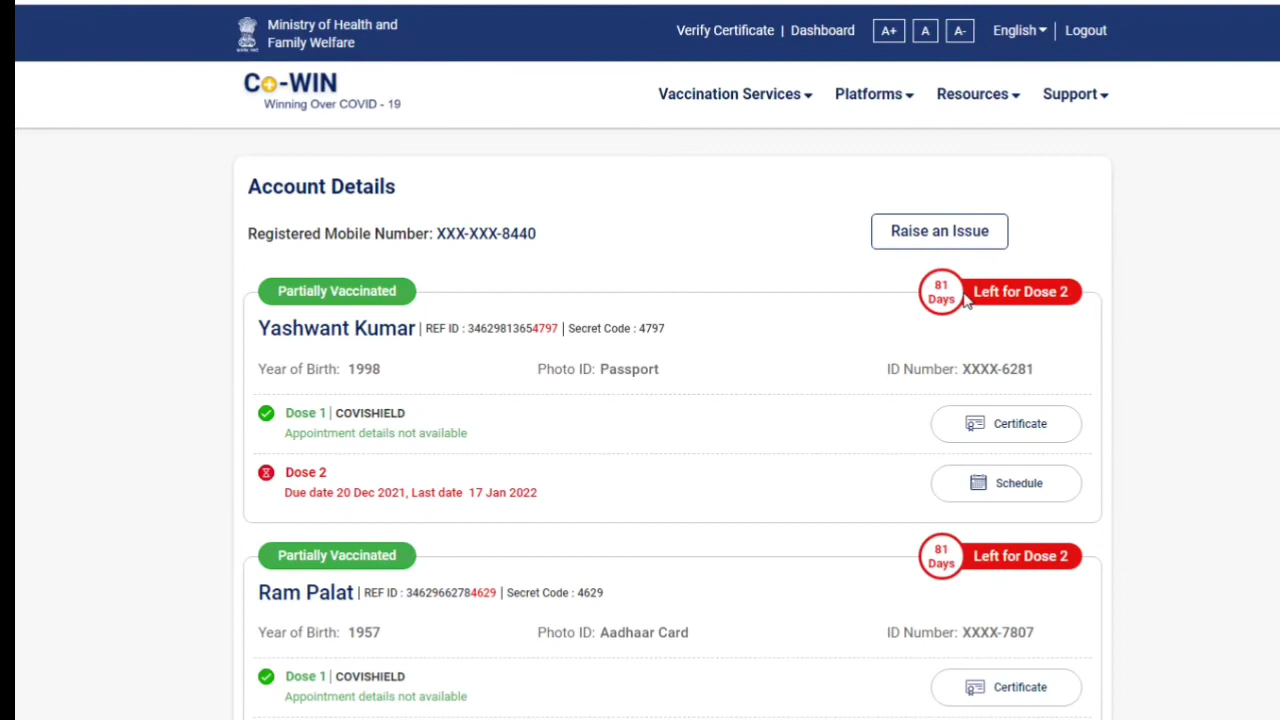 Ministry of Health and
Family Welfare
Verify Certificate | Dashboard A+ A A- English | Logout
Co-WIN
Winning Over COVID - 19
Vaccination Services Platforms Resources Support
Account Details
Registered Mobile Number: XXX-XXX-8440
Raise an Issue
Partially Vaccinated
81 Days Left for Dose 2
Yashwant Kumar | REF ID : 34629813654797 | Secret Code : 4797
Year of Birth: 1998 Photo ID: Passport ID Number: XXXX-6281
Dose 1 | COVISHIELD
Appointment details not available
Certificate
Dose 2
Due date 20 Dec 2021, Last date 17 Jan 2022
Schedule
Partially Vaccinated
81 Days Left for Dose 2
Ram Palat | REF ID : 34629662784629 | Secret Code : 4629
Year of Birth: 1957 Photo ID: Aadhaar Card ID Number: XXXX-7807
Dose 1 | COVISHIELD
Appointment details not available
Certificate